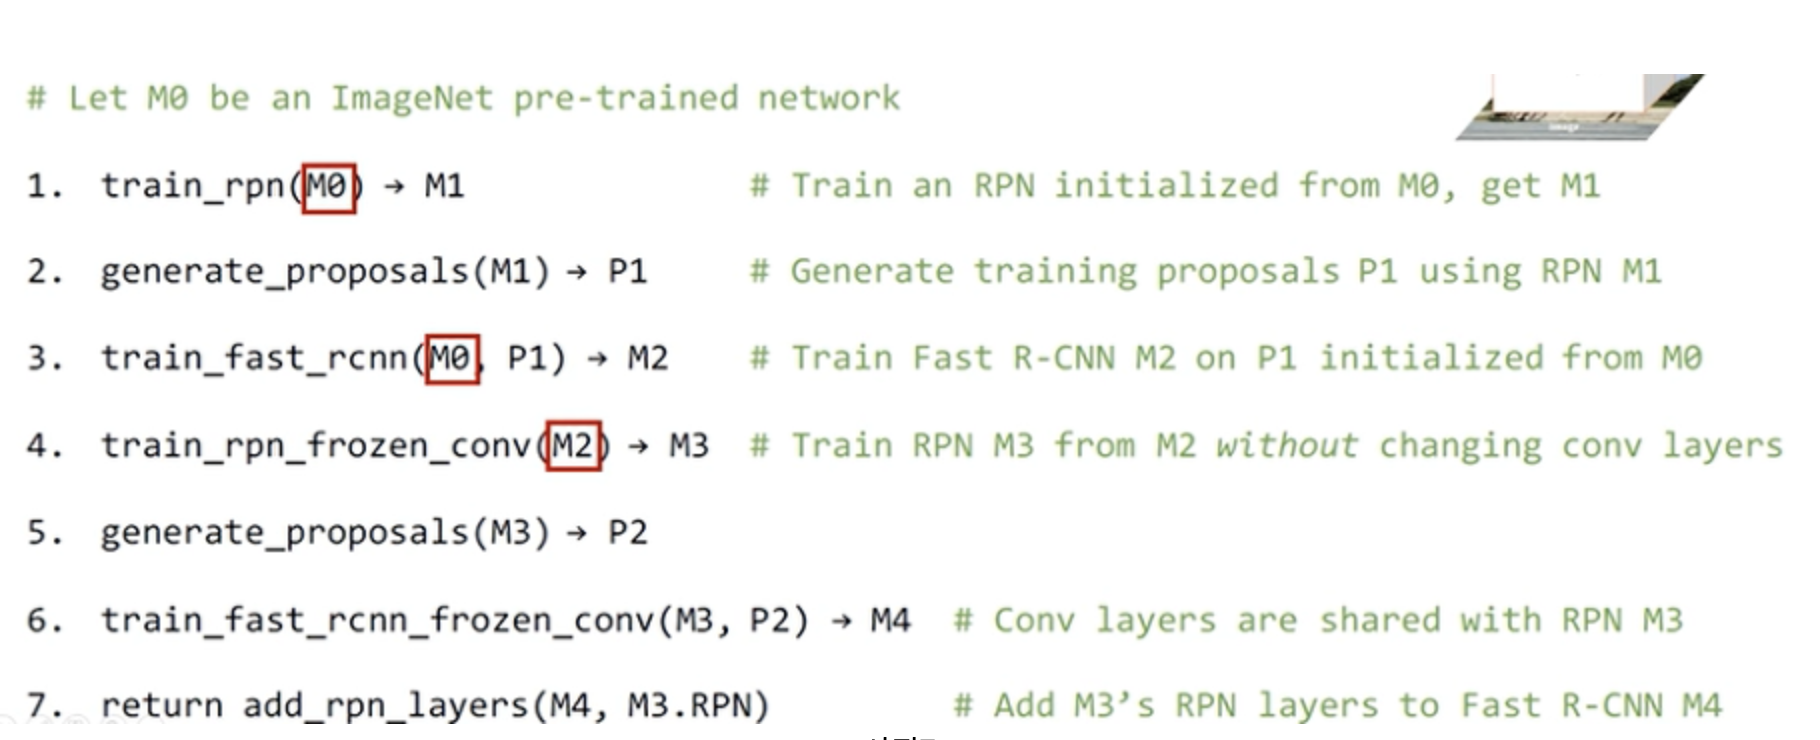 # Let M0 be an ImageNet pre-trained network
image
1. train_rpn(M0) → M1 # Train an RPN initialized from M0, get M1
2. generate_proposals(M1) → P1 # Generate training proposals P1 using RPN M1
3. train_fast_rcnn(M0, P1) → M2 # Train Fast R-CNN M2 on P1 initialized from M0
4. train_rpn_frozen_conv(M2) → M3 # Train RPN M3 from M2 without changing conv layers
5. generate_proposals(M3) → P2
6. train_fast_rcnn_frozen_conv(M3, P2) → M4 # Conv layers are shared with RPN M3
7. return add_rpn_layers(M4, M3.RPN) # Add M3’s RPN layers to Fast R-CNN M4